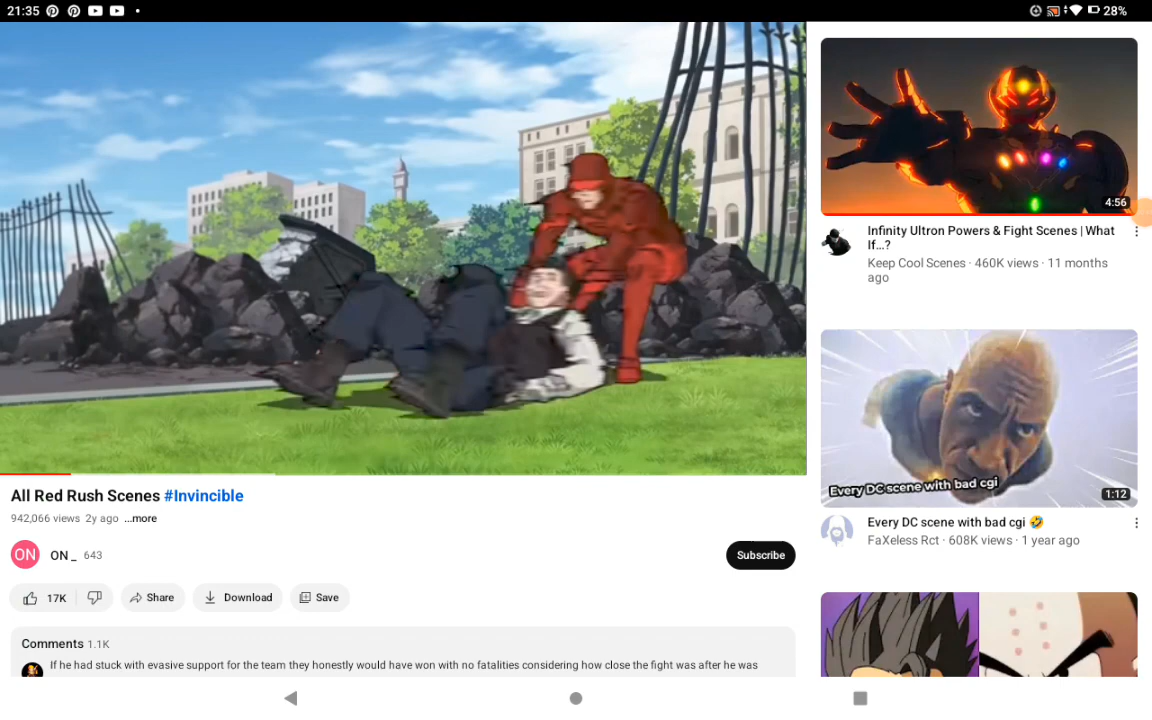 21:35
28%
All Red Rush Scenes #Invincible
942,066 views 2y ago ...more
ON
ON _ 643
Subscribe
17K
Share
Download
Save
Comments 1.1K
If he had stuck with evasive support for the team they honestly would have won with no fatalities considering how close the fight was after he was
4:56
Infinity Ultron Powers & Fight Scenes | What
If...?
Keep Cool Scenes · 460K views · 11 months
ago
Every DC scene with bad cgi
1:12
Every DC scene with bad cgi 🤣
FaXeless Rct · 608K views · 1 year ago